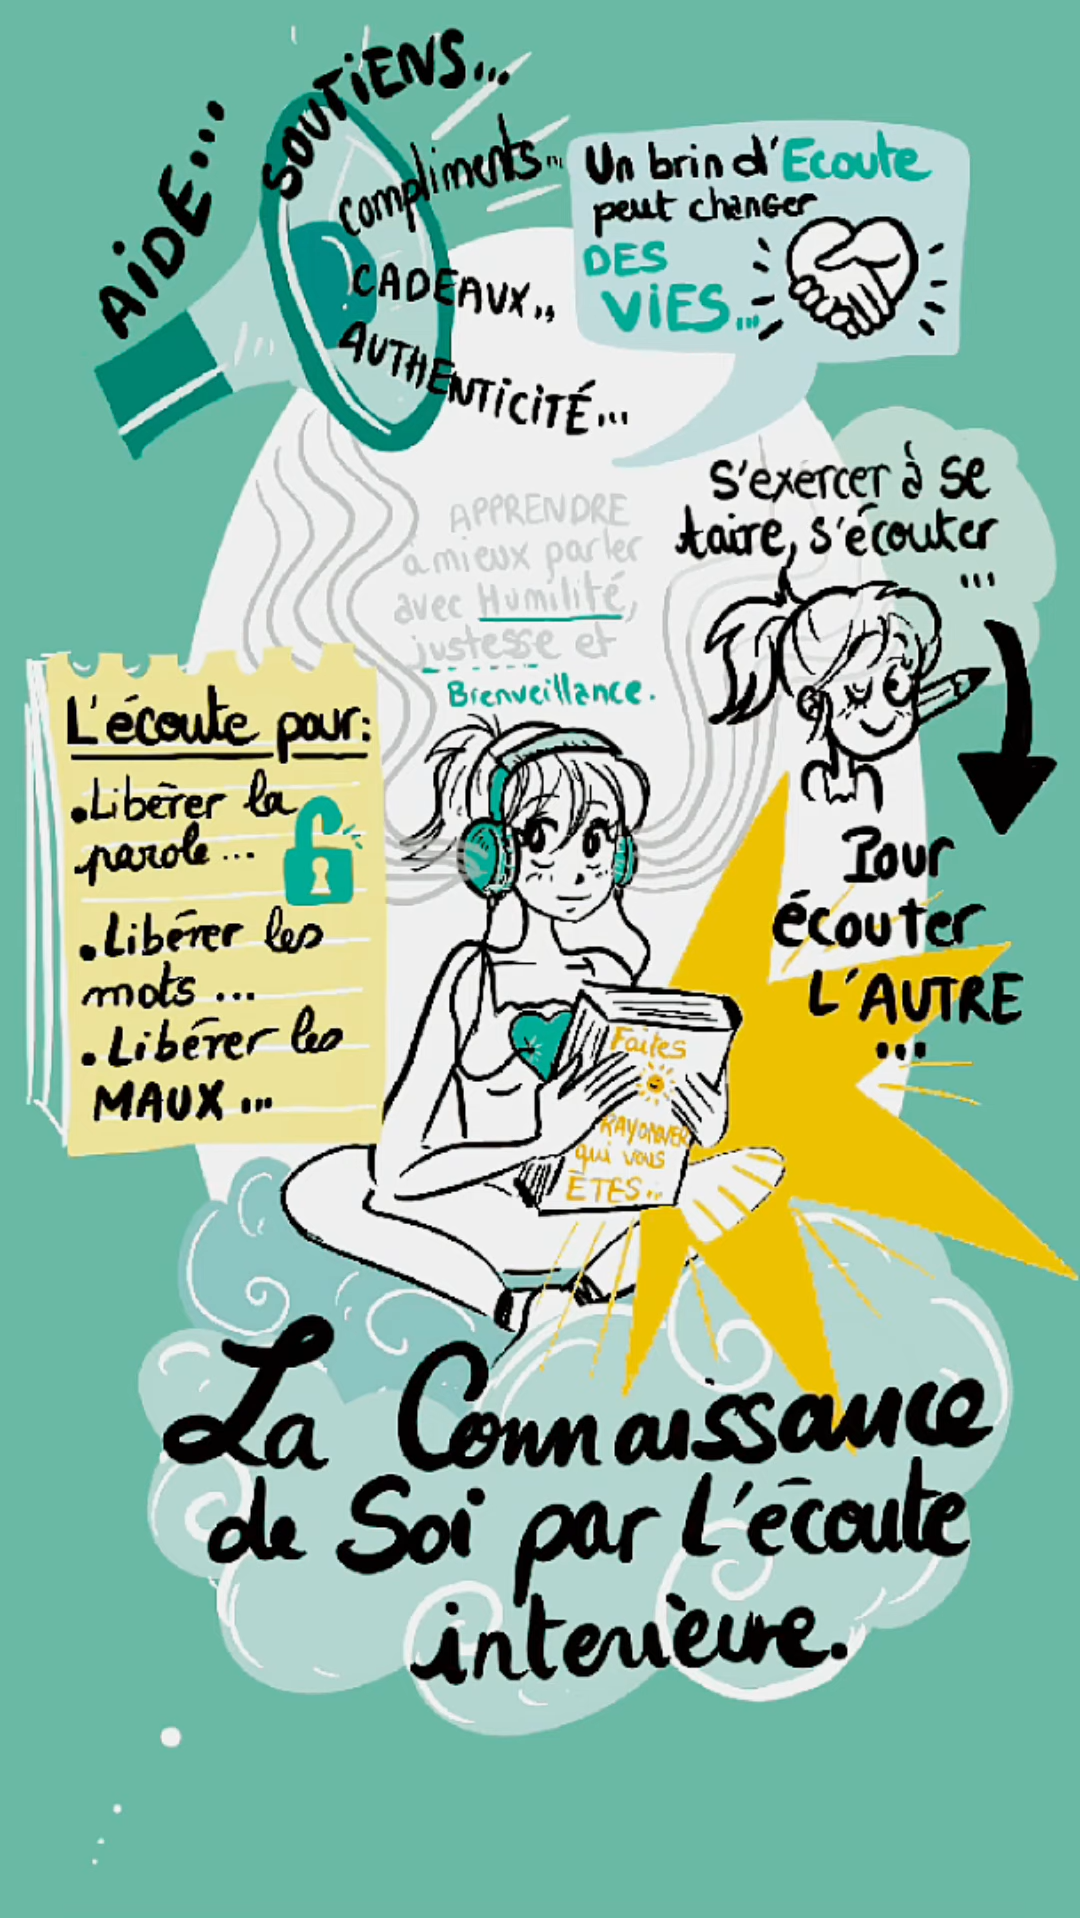 AIDE...
SOUTIENS...
compliments...
CADEAUX...
AUTHENTICITÉ...
Un brin d'Ecoute
peut changer
DES
VIES...
APPRENDRE
à mieux parler
avec Humilité,
justesse et
Bienveillance.
S'exercer à se
taire, s'écouter
...
Pour
écouter
L'AUTRE
...
L'écoute pour:
•Libérer la
parole...
•Libérer les
mots...
•Libérer les
MAUX...
Faites
RAYONNER
qui vous
ÊTES...
La Connaissance
de Soi par l'écoute
interieure.